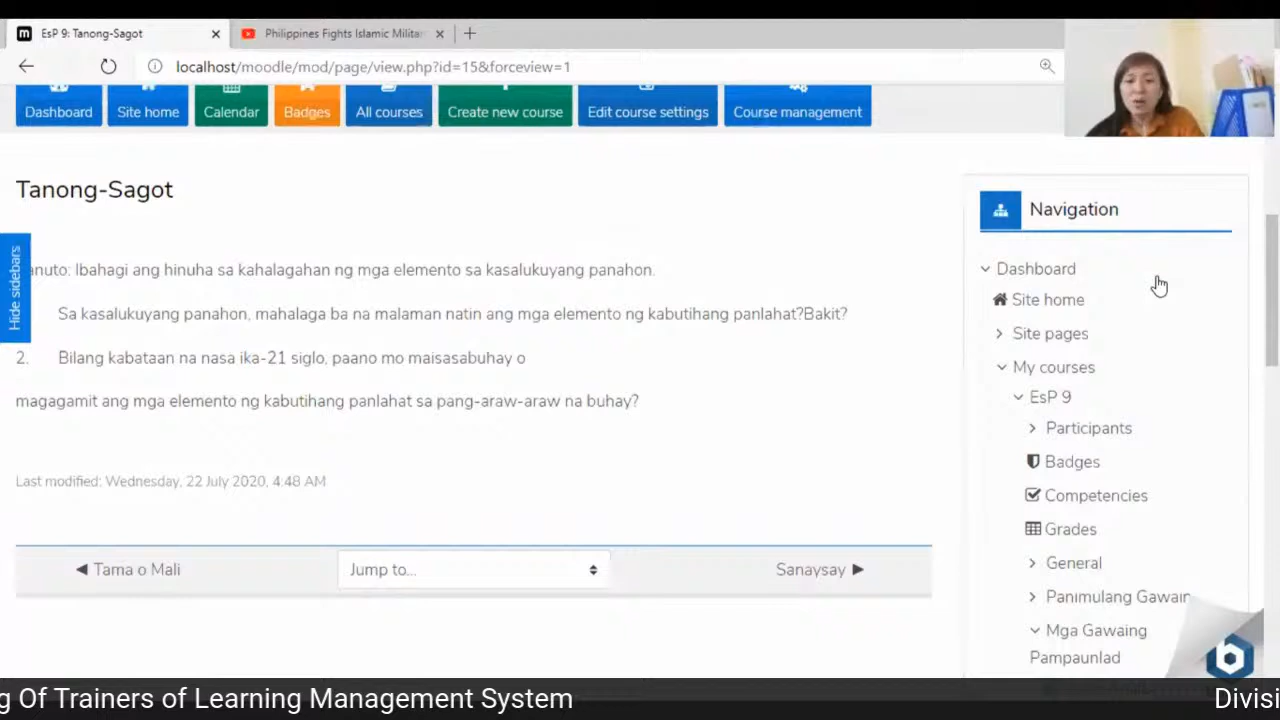 EsP 9: Tanong-Sagot
Philippines Fights Islamic Militan
localhost/moodle/mod/page/view.php?id=15&forceview=1
Dashboard
Site home
Calendar
Badges
All courses
Create new course
Edit course settings
Course management
Tanong-Sagot
Hide sidebars
anuto: Ibahagi ang hinuha sa kahalagahan ng mga elemento sa kasalukuyang panahon.
Sa kasalukuyang panahon, mahalaga ba na malaman natin ang mga elemento ng kabutihang panlahat?Bakit?
2. Bilang kabataan na nasa ika-21 siglo, paano mo maisasabuhay o
magagamit ang mga elemento ng kabutihang panlahat sa pang-araw-araw na buhay?
Last modified: Wednesday, 22 July 2020, 4:48 AM
◄ Tama o Mali
Jump to...
Sanaysay ►
Navigation
Dashboard
Site home
Site pages
My courses
EsP 9
Participants
Badges
Competencies
Grades
General
Panimulang Gawain
Mga Gawaing
Pampaunlad
g Of Trainers of Learning Management System
Divisi